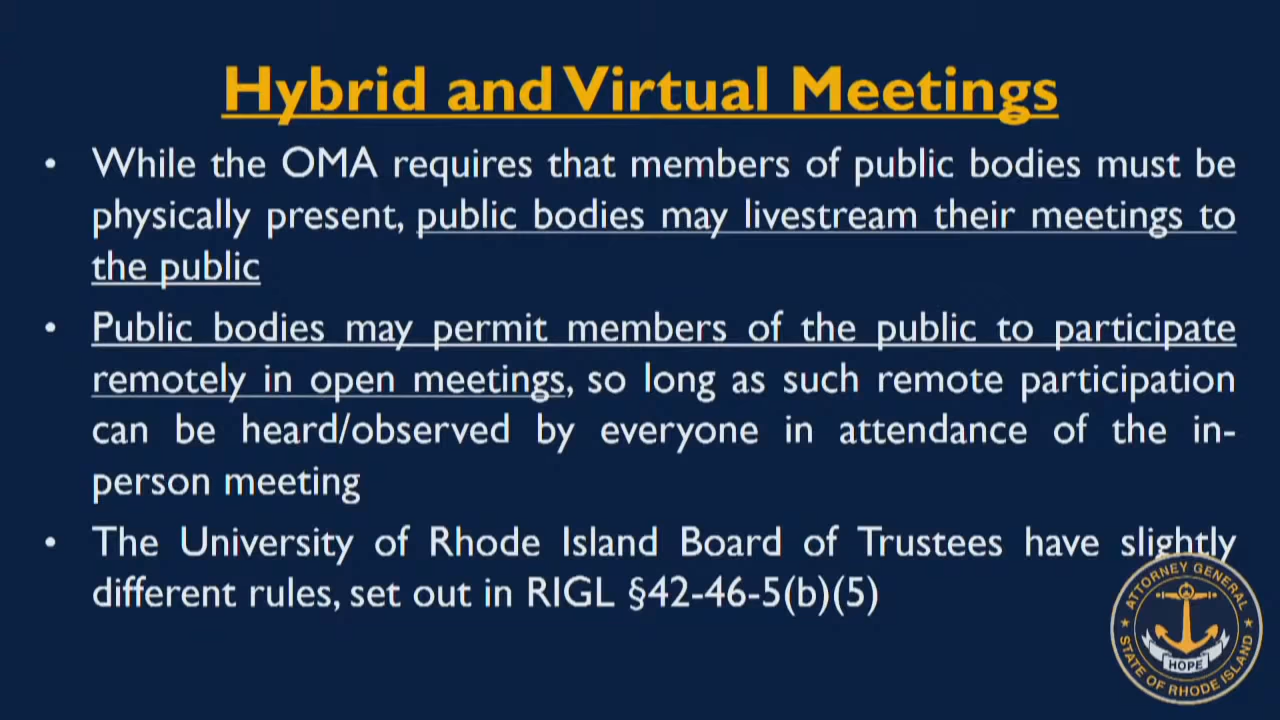 Hybrid and Virtual Meetings
• While the OMA requires that members of public bodies must be
physically present, public bodies may livestream their meetings to
the public
• Public bodies may permit members of the public to participate
remotely in open meetings, so long as such remote participation
can be heard/observed by everyone in attendance of the in-
person meeting
• The University of Rhode Island Board of Trustees have slightly
different rules, set out in RIGL §42-46-5(b)(5)
ATTORNEY GENERAL
HOPE
STATE OF RHODE ISLAND